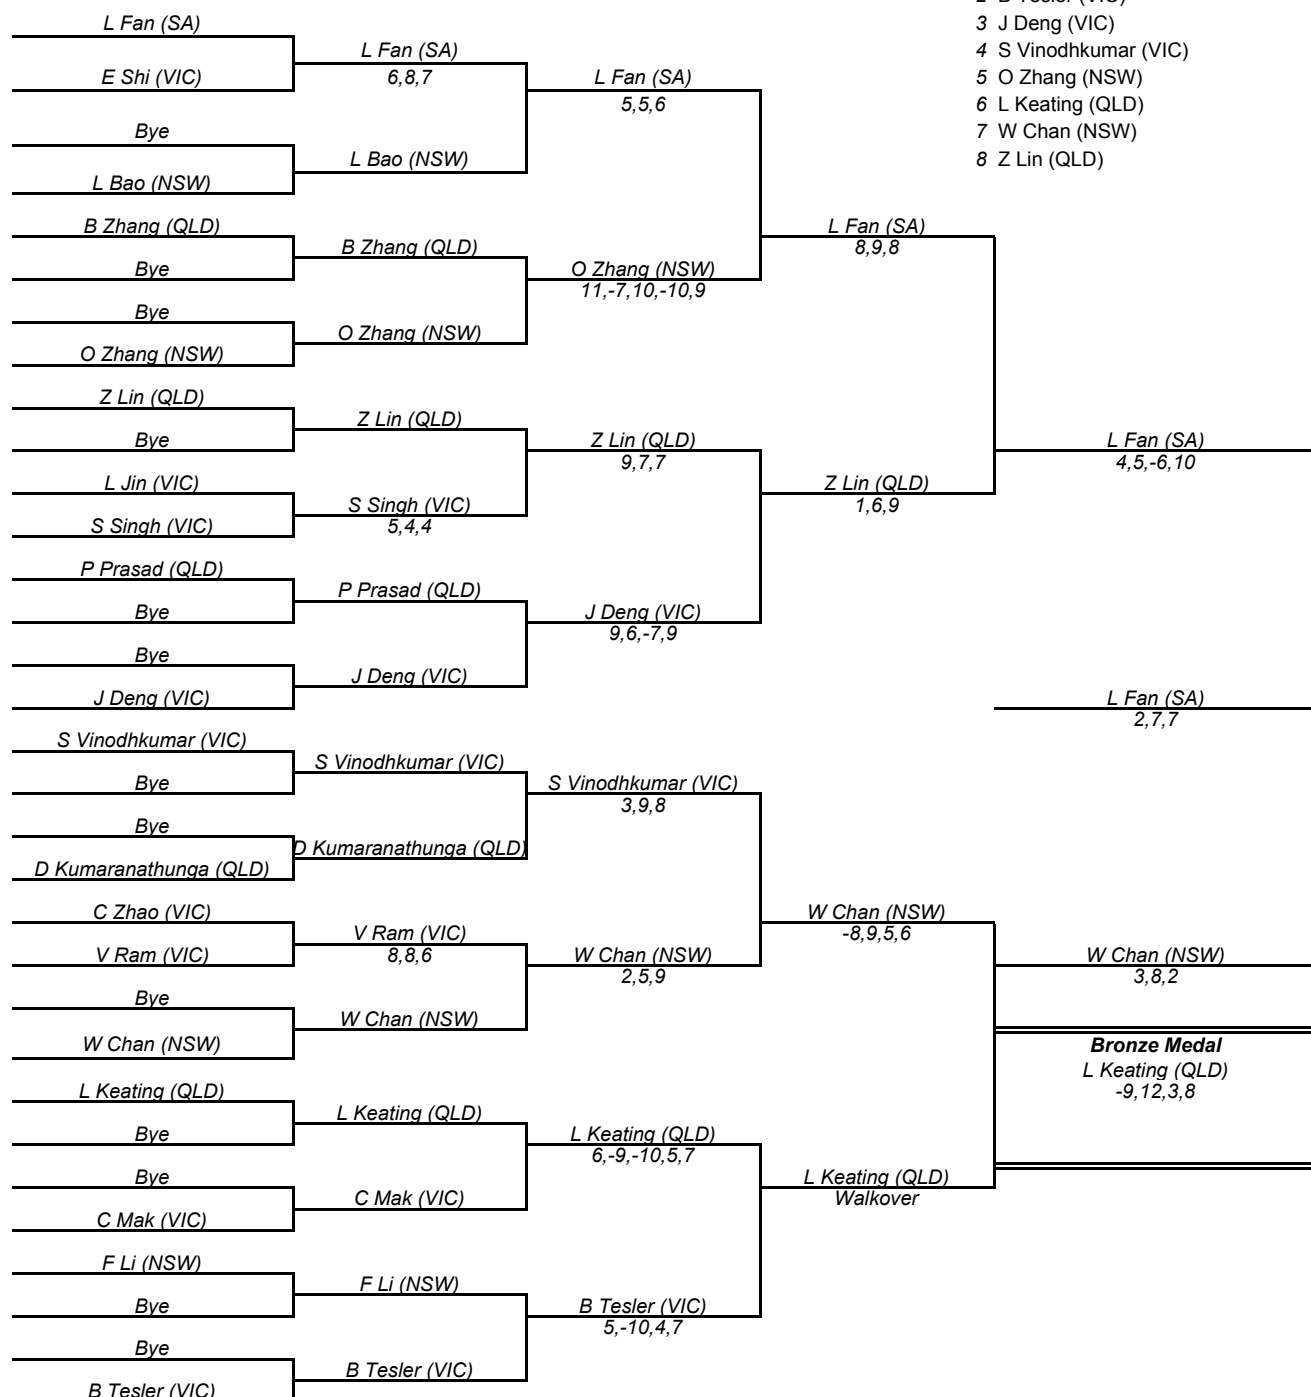 2 B Tesler (VIC)
3 J Deng (VIC)
4 S Vinodhkumar (VIC)
5 O Zhang (NSW)
6 L Keating (QLD)
7 W Chan (NSW)
8 Z Lin (QLD)
L Fan (SA)
E Shi (VIC)
Bye
L Bao (NSW)
B Zhang (QLD)
Bye
Bye
O Zhang (NSW)
Z Lin (QLD)
Bye
L Jin (VIC)
S Singh (VIC)
P Prasad (QLD)
Bye
Bye
J Deng (VIC)
S Vinodhkumar (VIC)
Bye
Bye
D Kumaranathunga (QLD)
C Zhao (VIC)
V Ram (VIC)
Bye
W Chan (NSW)
L Keating (QLD)
Bye
Bye
C Mak (VIC)
F Li (NSW)
Bye
Bye
B Tesler (VIC)
L Fan (SA)
6,8,7
L Bao (NSW)
B Zhang (QLD)
O Zhang (NSW)
Z Lin (QLD)
S Singh (VIC)
5,4,4
P Prasad (QLD)
J Deng (VIC)
S Vinodhkumar (VIC)
D Kumaranathunga (QLD)
V Ram (VIC)
8,8,6
W Chan (NSW)
L Keating (QLD)
C Mak (VIC)
F Li (NSW)
B Tesler (VIC)
L Fan (SA)
5,5,6
O Zhang (NSW)
11,-7,10,-10,9
Z Lin (QLD)
9,7,7
J Deng (VIC)
9,6,-7,9
S Vinodhkumar (VIC)
3,9,8
W Chan (NSW)
2,5,9
L Keating (QLD)
6,-9,-10,5,7
B Tesler (VIC)
5,-10,4,7
L Fan (SA)
8,9,8
Z Lin (QLD)
1,6,9
W Chan (NSW)
-8,9,5,6
L Keating (QLD)
Walkover
L Fan (SA)
4,5,-6,10
L Fan (SA)
2,7,7
W Chan (NSW)
3,8,2
Bronze Medal
L Keating (QLD)
-9,12,3,8